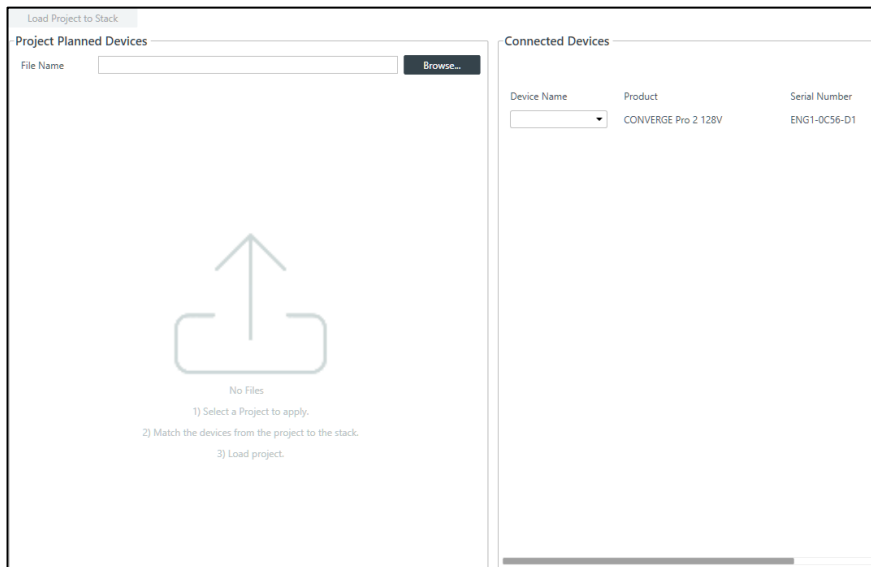 Load Project to Stack
Project Planned Devices
File Name
Browse...
No Files
1) Select a Project to apply.
2) Match the devices from the project to the stack.
3) Load project.
Connected Devices
Device Name Product Serial Number
CONVERGE Pro 2 128V ENG1-0C56-D1